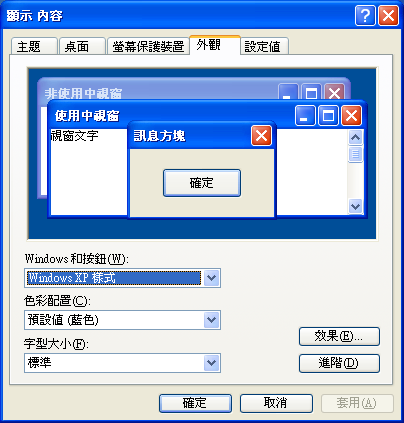 顯示 內容
主題
桌面
螢幕保護裝置
外觀
設定値
非使用中視窗
使用中視窗
視窗文字
訊息方塊
確定
Windows 和按鈕(W):
Windows XP 樣式
色彩配置(C):
預設値 (藍色)
字型大小(F):
標準
效果(E)...
進階(D)
確定
取消
套用(A)